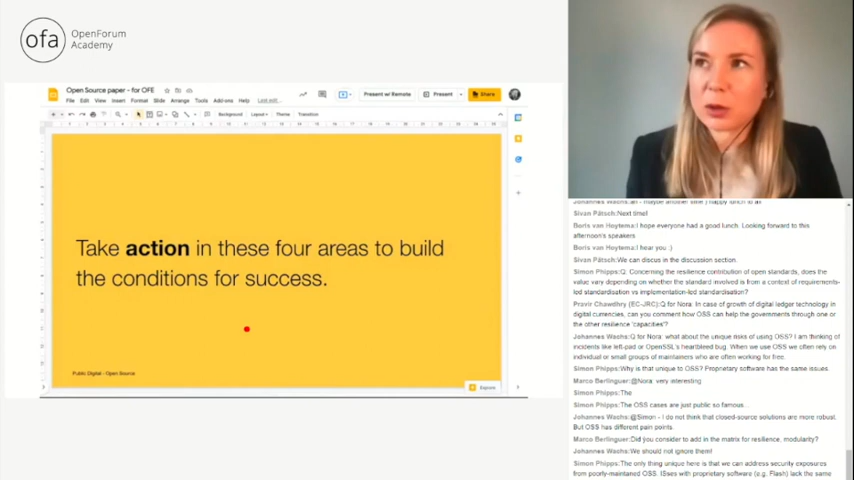 ofa
OpenForum
Academy
Open Source paper - for OFE
File Edit View Insert Format Slide Arrange Tools Add-ons Help Last edit...
Present w/ Remote
Present
Share
Background Layout Theme Transition
Take action in these four areas to build
the conditions for success.
Public Digital - Open Source
Explore
Sivan Pätsch:Next time!
Boris van Hoytema:I hope everyone had a good lunch. Looking forward to this
afternoon's speakers
Boris van Hoytema:I hear you :)
Sivan Pätsch:We can discus in the discussion section.
Simon Phipps:Q. Concerning the resilience contribution of open standards, does the
value vary depending on whether the standard involved is from a context of requirements-
led standardisation vs implementation-led standardisation?
Pravir Chawdhry (EC-JRC):Q for Nora: In case of growth of digital ledger technology in
digital currencies, can you comment how OSS can help the governments through one or
the other resilience 'capacities'?
Johannes Wachs:Q for Nora: what about the unique risks of using OSS? I am thinking of
incidents like left-pad or OpenSSL's heartbleed bug. When we use OSS we often rely on
individual or small groups of maintainers who are often working for free.
Simon Phipps:Why is that unique to OSS? Proprietary software has the same issues.
Marco Berlinguer:@Nora: very interesting
Simon Phipps:The
Simon Phipps:The OSS cases are just public so famous...
Johannes Wachs:@Simon - I do not think that closed-source solutions are more robust.
But OSS has different pain points.
Marco Berlinguer:Did you consider to add in the matrix for resilience, modularity?
Johannes Wachs:We should not ignore them!
Simon Phipps:The only thing unique here is that we can address security exposures
from poorly-maintained OSS. ISses with proprietary software (e.g. Flash) lack the same